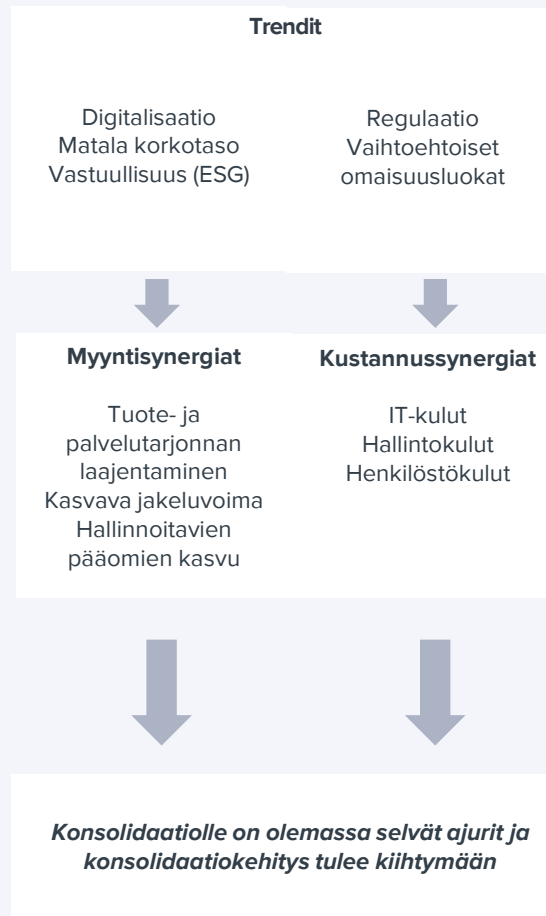 Trendit
Digitalisaatio
Matala korkotaso
Vastuullisuus (ESG)
Regulaatio
Vaihtoehtoiset
omaisuusluokat
Myyntisynergiat
Tuote- ja
palvelutarjonnan
laajentaminen
Kasvava jakeluvoima
Hallinnoitavien
pääomien kasvu
Kustannussynergiat
IT-kulut
Hallintokulut
Henkilöstökulut
Konsolidaatiolle on olemassa selvät ajurit ja
konsolidaatiokehitys tulee kiihtymään